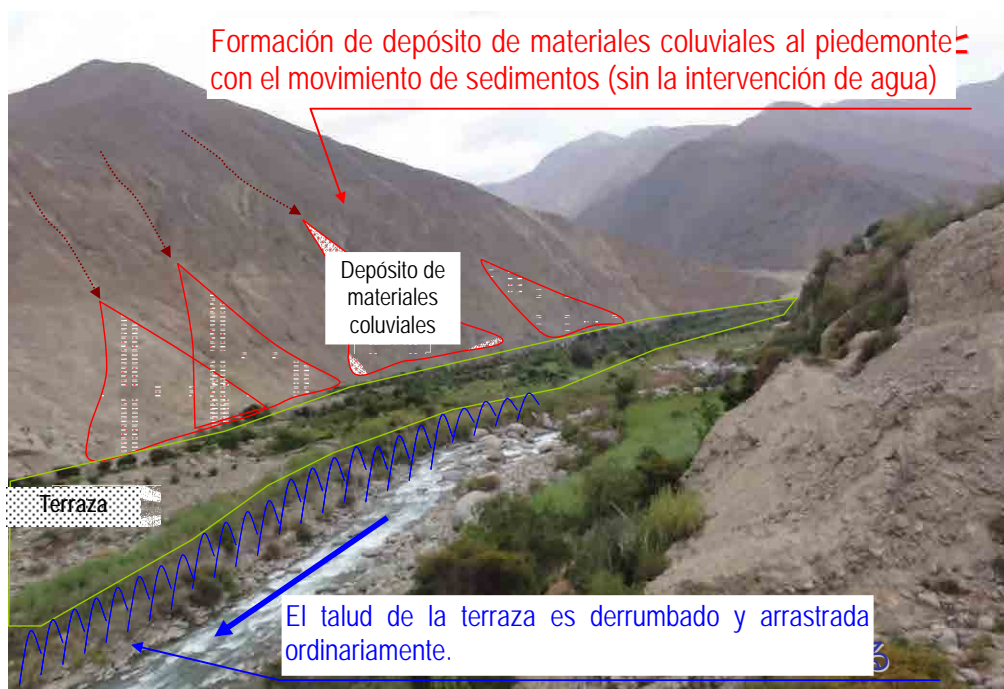 Formación de depósito de materiales coluviales al piedemonte
con el movimiento de sedimentos (sin la intervención de agua)
Depósito de
materiales
coluviales
Terraza
El talud de la terraza es derrumbado y arrastrada
ordinariamente.